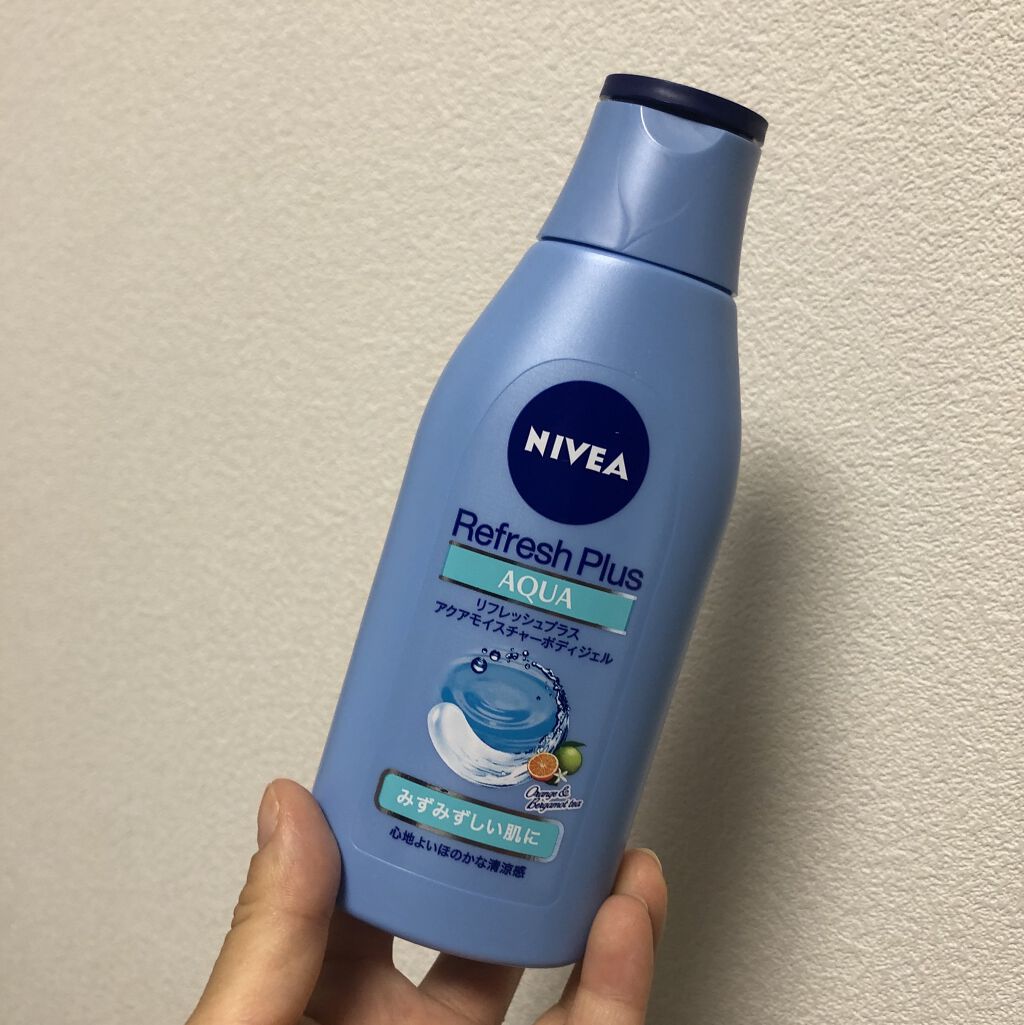 NIVEA
Refresh Plus
AQUA
リフレッシュプラス
アクアモイスチャーボディジェル
Orange &
Bergamot tea
みずみずしい肌に
心地よいほのかな清涼感